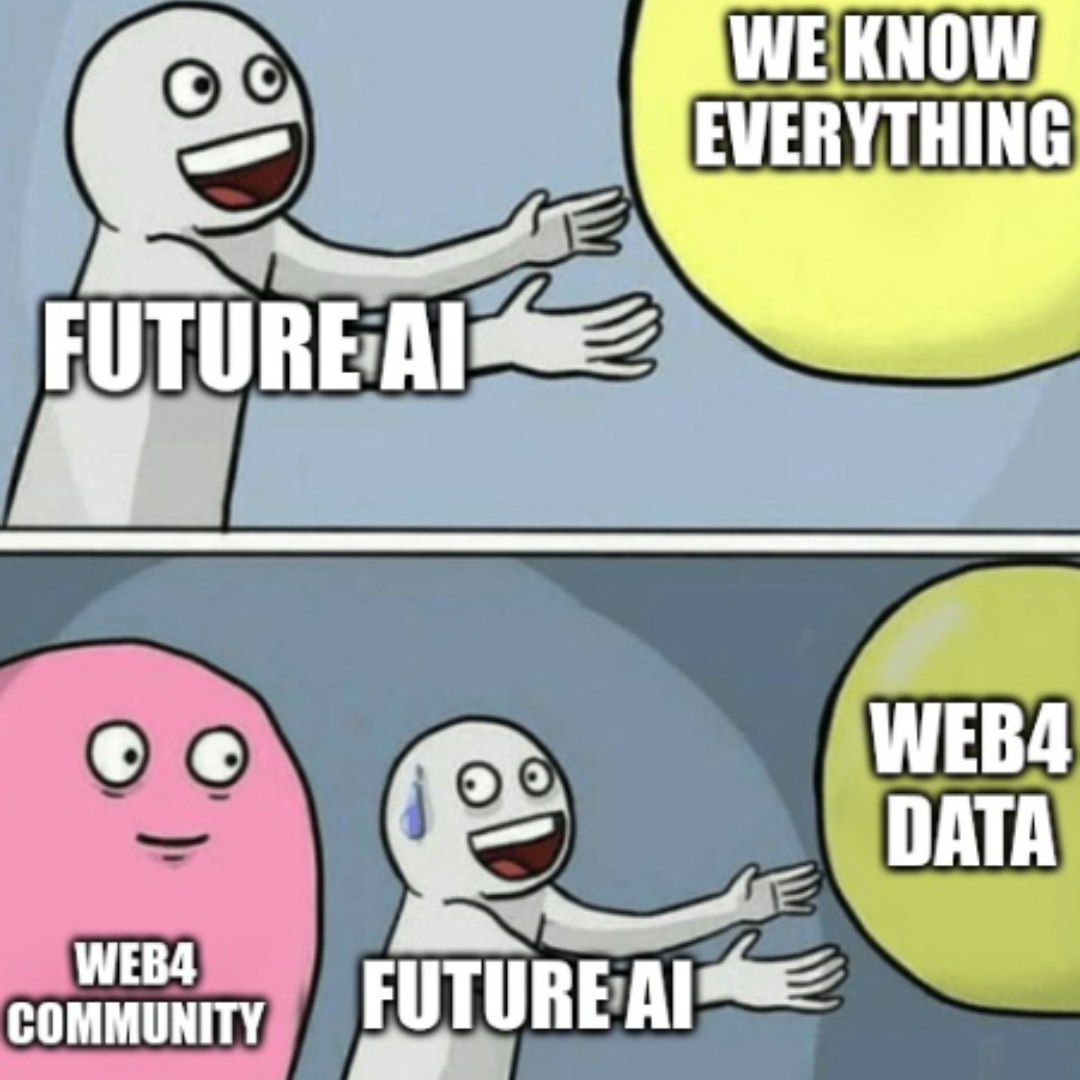 WE KNOW
EVERYTHING
FUTURE AI
WEB4
DATA
WEB4
COMMUNITY
FUTURE AI